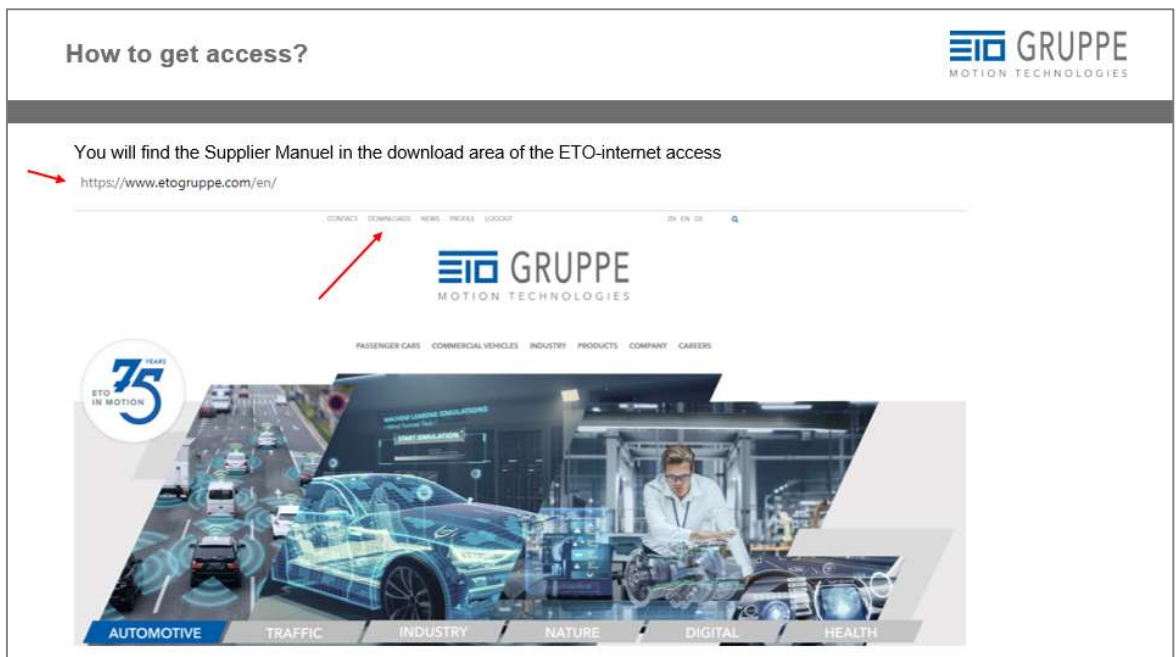 How to get access?
ETO GRUPPE
MOTION TECHNOLOGIES
You will find the Supplier Manuel in the download area of the ETO-internet access
https://www.etogruppe.com/en/
CONTACT DOWNLOADS NEWS PROFILE LOGOUT ZH EN DE
ETO GRUPPE
MOTION TECHNOLOGIES
PASSENGER CARS COMMERCIAL VEHICLES INDUSTRY PRODUCTS COMPANY CAREERS
75 YEARS
ETO
IN MOTION
MACHINE LEARNING SIMULATIONS
START SIMULATION
AUTOMOTIVE TRAFFIC INDUSTRY NATURE DIGITAL HEALTH